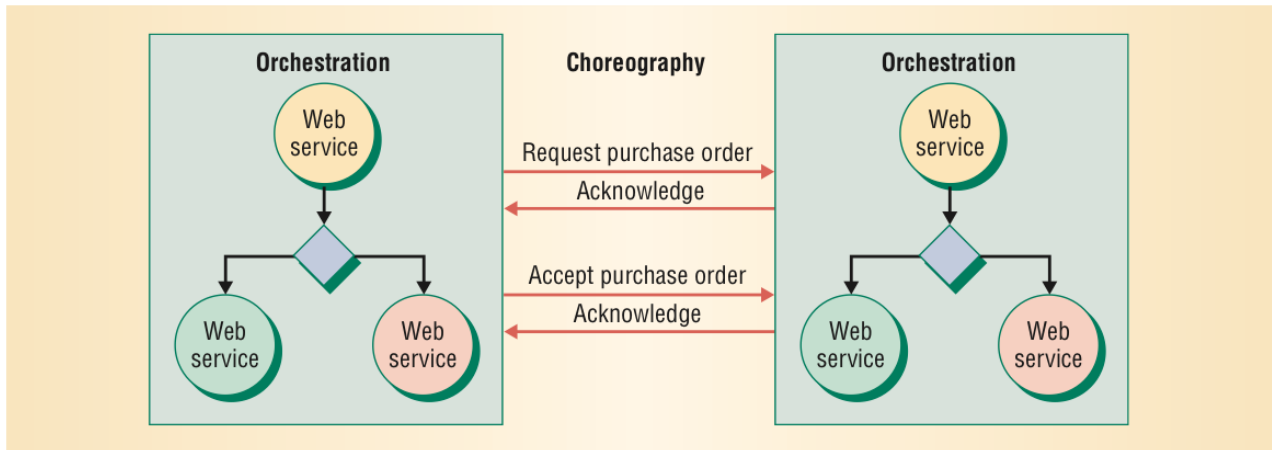 Orchestration
Web
service
Web
service
Web
service
Choreography
Request purchase order
Acknowledge
Accept purchase order
Acknowledge
Orchestration
Web
service
Web
service
Web
service